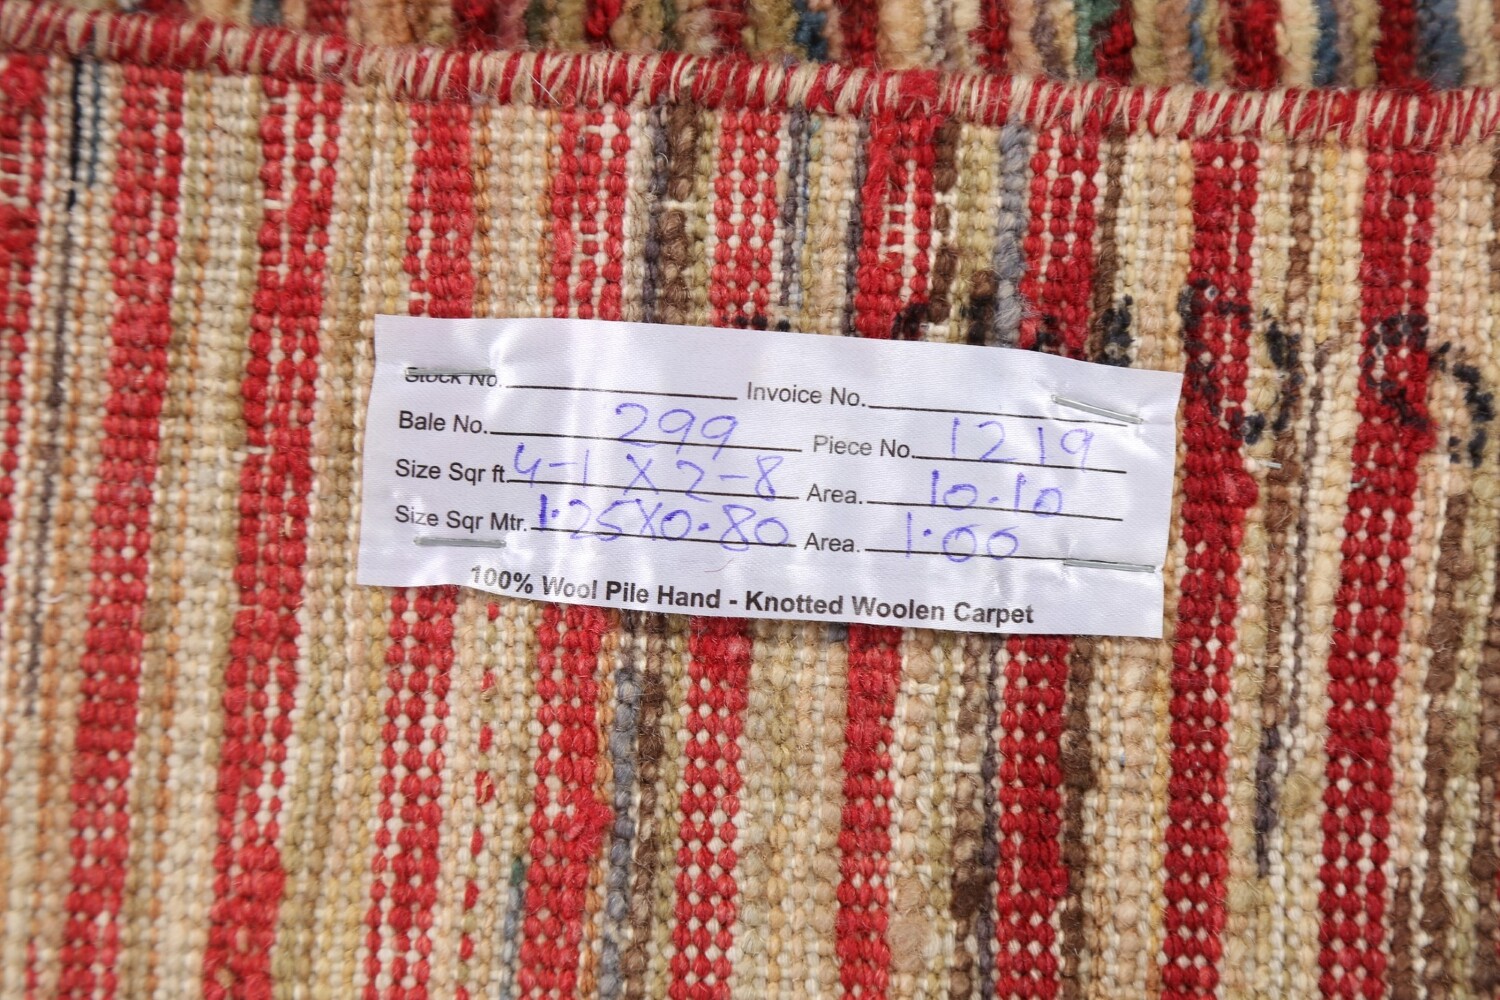 Stock No. Invoice No.
Bale No. 299 Piece No. 1219
Size Sqr ft. 4-1 X 2-8 Area. 10.10
Size Sqr Mtr. 1.25X0.80 Area. 1.00
100% Wool Pile Hand - Knotted Woolen Carpet